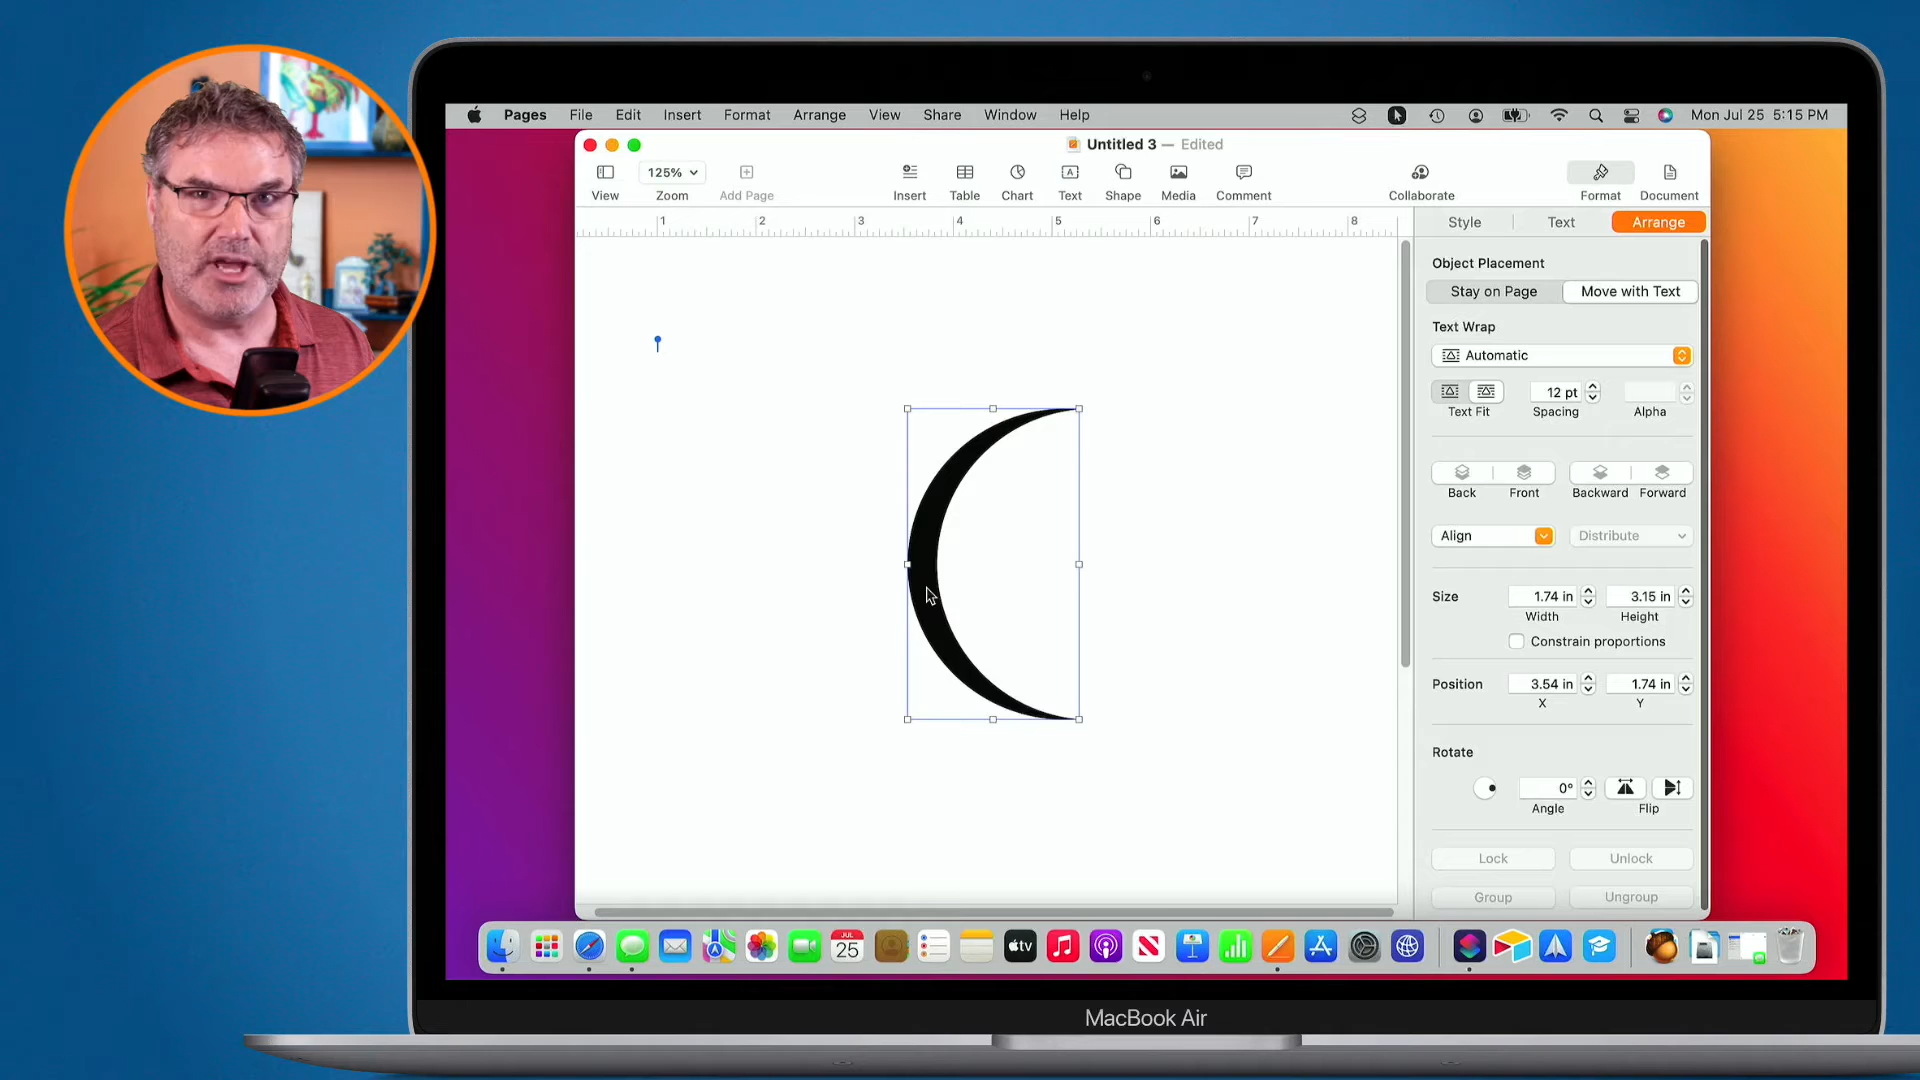 Pages File Edit Insert Format Arrange View Share Window Help Mon Jul 25 5:15 PM
Untitled 3 — Edited
125%
View Zoom Add Page Insert Table Chart Text Shape Media Comment Collaborate Format Document
1 2 3 4 5 6 7 8
Style Text Arrange
Object Placement
Stay on Page Move with Text
Text Wrap
Automatic
12 pt
Text Fit Spacing Alpha
Back Front Backward Forward
Align Distribute
Size 1.74 in 3.15 in
Width Height
Constrain proportions
Position 3.54 in 1.74 in
X Y
Rotate
0°
Angle Flip
Lock Unlock
Group Ungroup
JUL
25
tv
MacBook Air